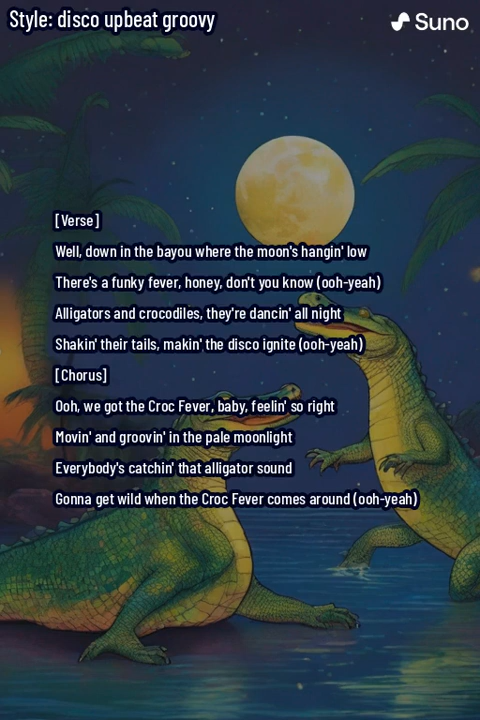 Style: disco upbeat groovy
Suno
[Verse]
Well, down in the bayou where the moon's hangin' low
There's a funky fever, honey, don't you know (ooh-yeah)
Alligators and crocodiles, they're dancin' all night
Shakin' their tails, makin' the disco ignite (ooh-yeah)
[Chorus]
Ooh, we got the Croc Fever, baby, feelin' so right
Movin' and groovin' in the pale moonlight
Everybody's catchin' that alligator sound
Gonna get wild when the Croc Fever comes around (ooh-yeah)